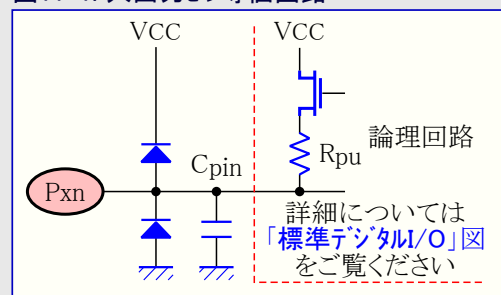 VCC
VCC
論理回路
Cpin
Rpu
Pxn
詳細については
「標準デジタルI/O」図
をご覧ください